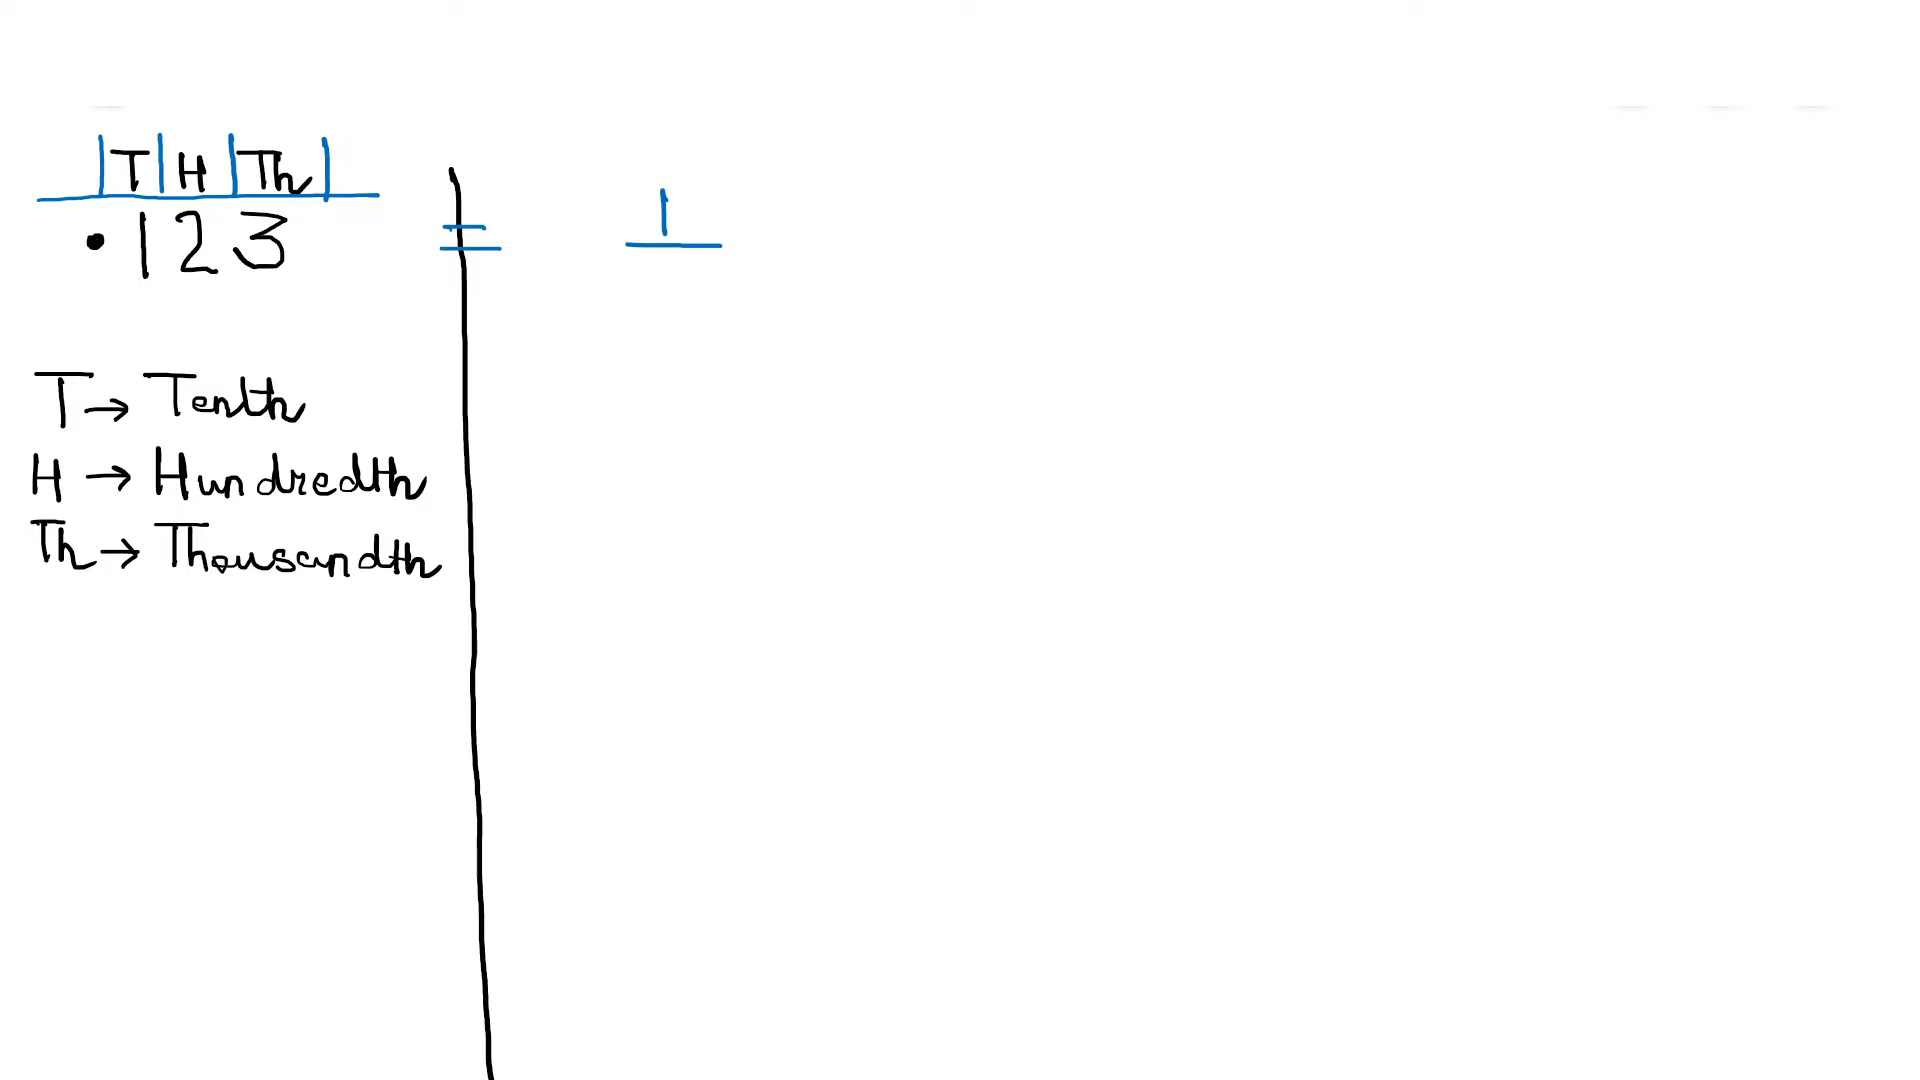 T H Th
.123 = 1
T → Tenth
H → Hundredth
Th → Thousandth